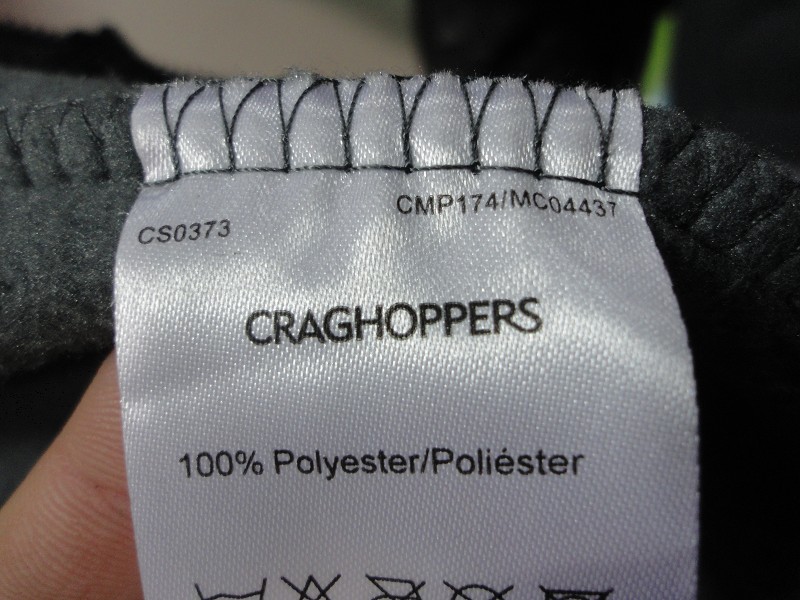 CMP174/MC04437
CS0373
CRAGHOPPERS
100% Polyester/Poliéster